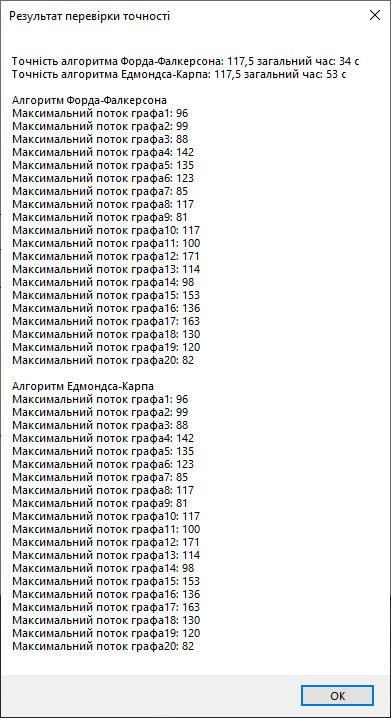 Результат перевірки точності
Точність алгоритма Форда-Фалкерсона: 117,5 загальний час: 34 с
Точність алгоритма Едмондса-Карпа: 117,5 загальний час: 53 с
Алгоритм Форда-Фалкерсона
Максимальний поток графа1: 96
Максимальний поток графа2: 99
Максимальний поток графа3: 88
Максимальний поток графа4: 142
Максимальний поток графа5: 135
Максимальний поток графа6: 123
Максимальний поток графа7: 85
Максимальний поток графа8: 117
Максимальний поток графа9: 81
Максимальний поток графа10: 117
Максимальний поток графа11: 100
Максимальний поток графа12: 171
Максимальний поток графа13: 114
Максимальний поток графа14: 98
Максимальний поток графа15: 153
Максимальний поток графа16: 136
Максимальний поток графа17: 163
Максимальний поток графа18: 130
Максимальний поток графа19: 120
Максимальний поток графа20: 82
Алгоритм Едмондса-Карпа
Максимальний поток графа1: 96
Максимальний поток графа2: 99
Максимальний поток графа3: 88
Максимальний поток графа4: 142
Максимальний поток графа5: 135
Максимальний поток графа6: 123
Максимальний поток графа7: 85
Максимальний поток графа8: 117
Максимальний поток графа9: 81
Максимальний поток графа10: 117
Максимальний поток графа11: 100
Максимальний поток графа12: 171
Максимальний поток графа13: 114
Максимальний поток графа14: 98
Максимальний поток графа15: 153
Максимальний поток графа16: 136
Максимальний поток графа17: 163
Максимальний поток графа18: 130
Максимальний поток графа19: 120
Максимальний поток графа20: 82
ОК